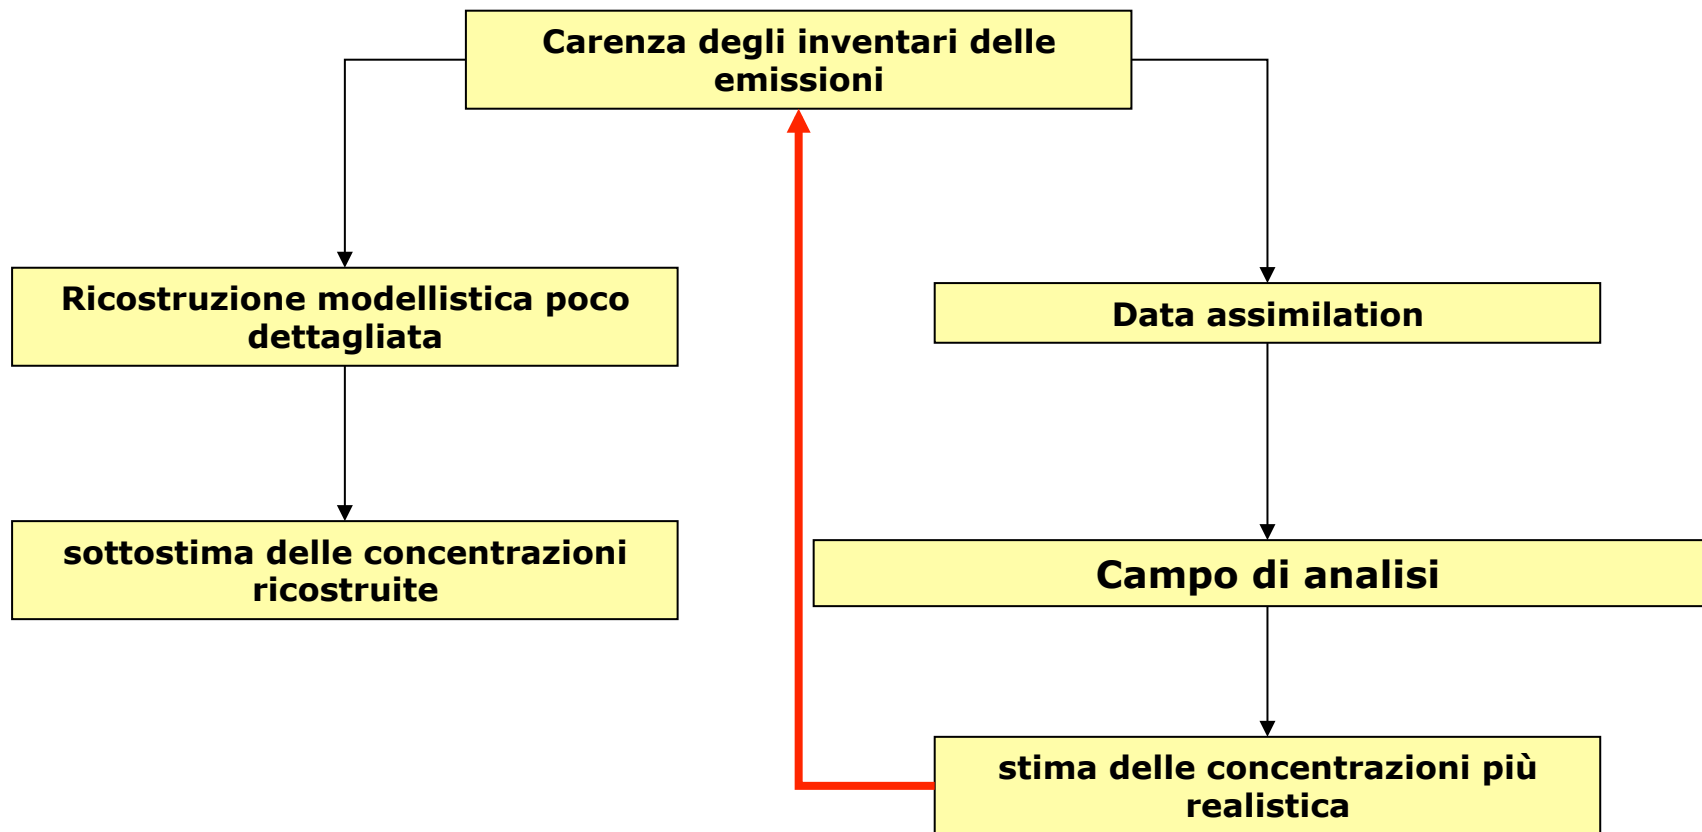 Carenza degli inventari delle
emissioni
Ricostruzione modellistica poco
dettagliata
Data assimilation
sottostima delle concentrazioni
ricostruite
Campo di analisi
stima delle concentrazioni più
realistica